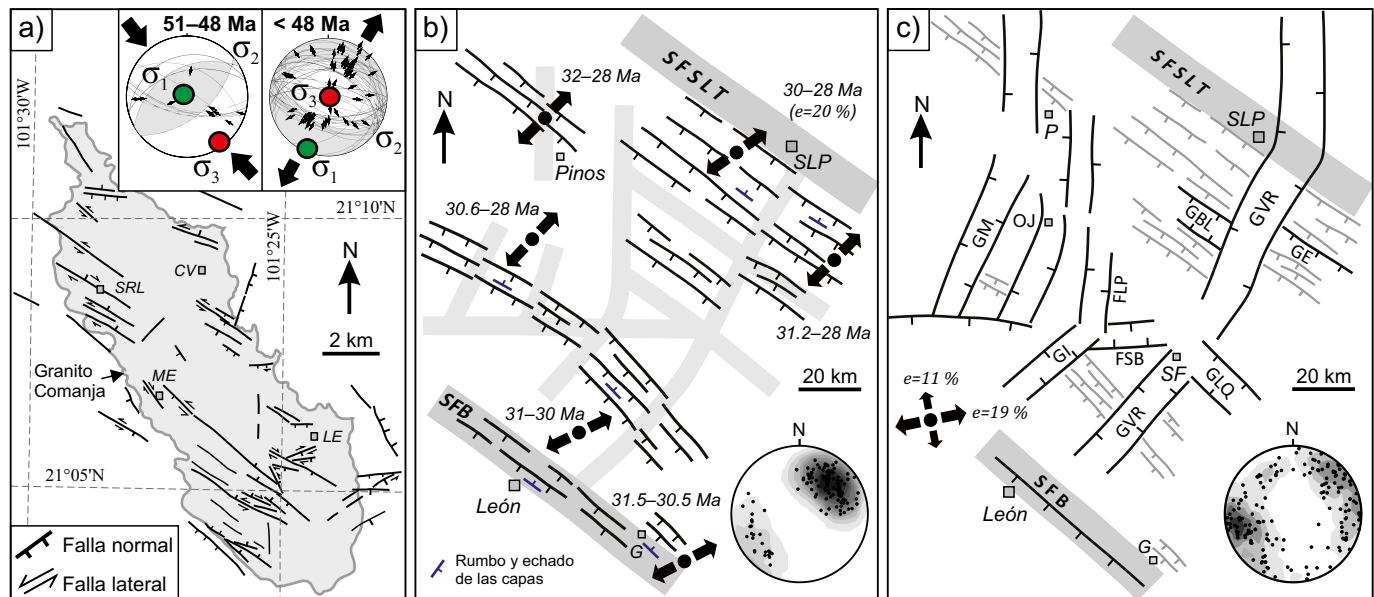 a)
51–48 Ma
< 48 Ma
σ2
σ1
σ3
σ3
σ2
σ1
101°30'W
21°10'N
101°25'W
CV
SRL
N
2 km
Granito
Comanja
ME
LE
21°05'N
Falla normal
Falla lateral
b)
N
32–28 Ma
Pinos
SFSLT
30–28 Ma
(e=20 %)
SLP
30.6–28 Ma
31.2–28 Ma
20 km
31–30 Ma
SFB
León
31.5–30.5 Ma
G
N
Rumbo y echado
de las capas
c)
N
P
SFSLT
SLP
GBL
GVR
GE
GM
OJ
FLP
GI
FSB
SF
GLQ
GVR
20 km
e=11 %
e=19 %
SFB
León
G
N